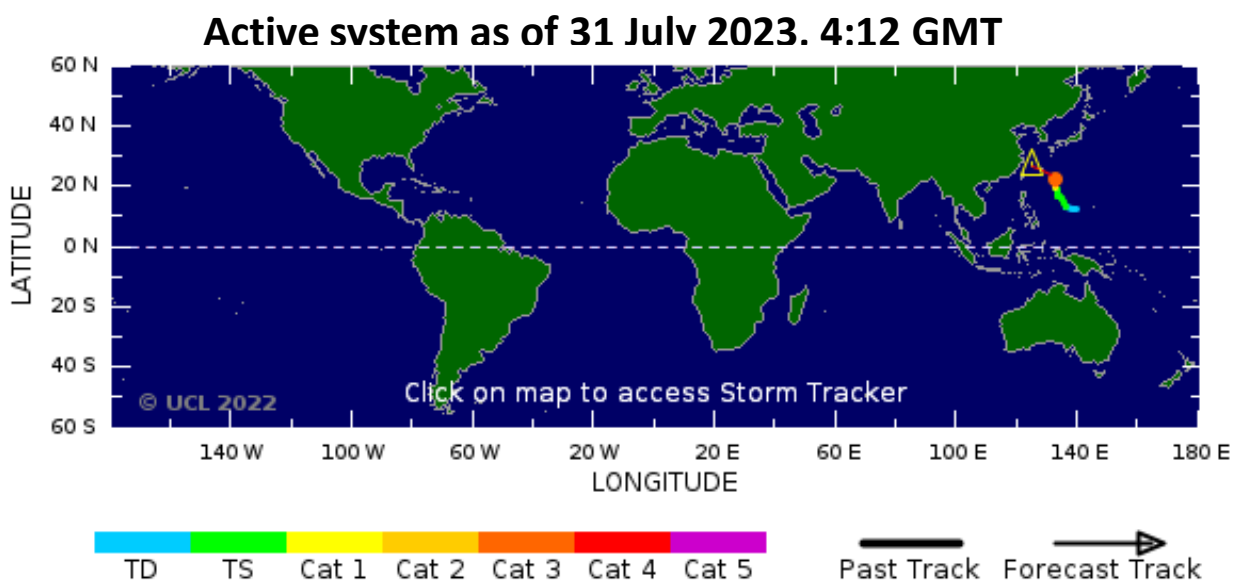 Active system as of 31 July 2023, 4:12 GMT
60 N
40 N
20 N
0 N
20 S
40 S
60 S
LATITUDE
Click on map to access Storm Tracker
© UCL 2022
140 W 100 W 60 W 20 W 20 E 60 E 100 E 140 E 180 E
LONGITUDE
TD TS Cat 1 Cat 2 Cat 3 Cat 4 Cat 5 Past Track Forecast Track